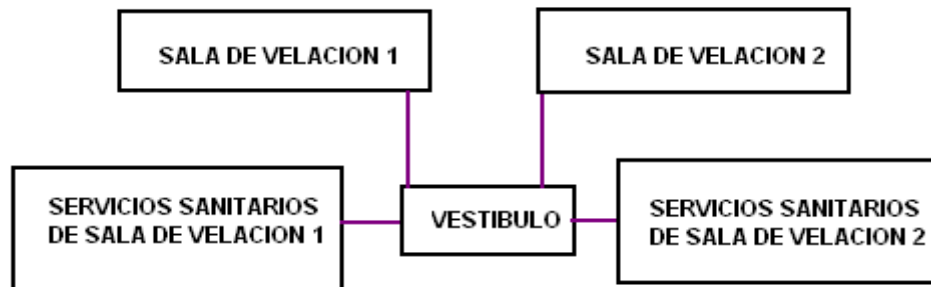 SALA DE VELACION 1
SALA DE VELACION 2
SERVICIOS SANITARIOS
DE SALA DE VELACION 1
VESTIBULO
SERVICIOS SANITARIOS
DE SALA DE VELACION 2